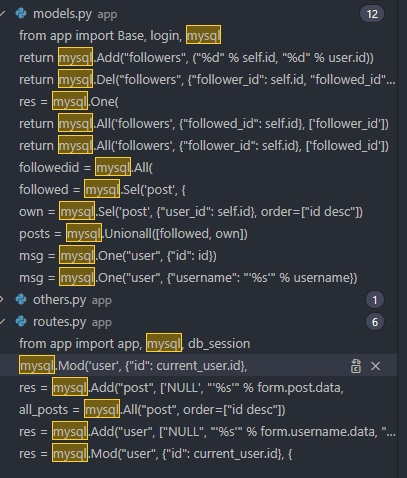 models.py app 12
from app import Base, login, mysql
return mysql.Add("followers", ("%d" % self.id, "%d" % user.id))
return mysql.Del("followers", {"follower_id": self.id, "followed_id"...
res = mysql.One(
return mysql.All('followers', {"followed_id": self.id}, ['follower_id'])
return mysql.All('followers', {"follower_id": self.id}, ['followed_id'])
followedid = mysql.All(
followed = mysql.Sel('post', {
own = mysql.Sel('post', {"user_id": self.id}, order=["id desc"])
posts = mysql.Unionall([followed, own])
msg = mysql.One("user", {"id": id})
msg = mysql.One("user", {"username": "'%s'" % username})
others.py app 1
routes.py app 6
from app import app, mysql, db_session
mysql.Mod('user', {"id": current_user.id},
res = mysql.Add("post", ['NULL', "'%s'" % form.post.data,
all_posts = mysql.All("post", order=["id desc"])
res = mysql.Add("user", ["NULL", "'%s'" % form.username.data, "...
res = mysql.Mod("user", {"id": current_user.id}, {